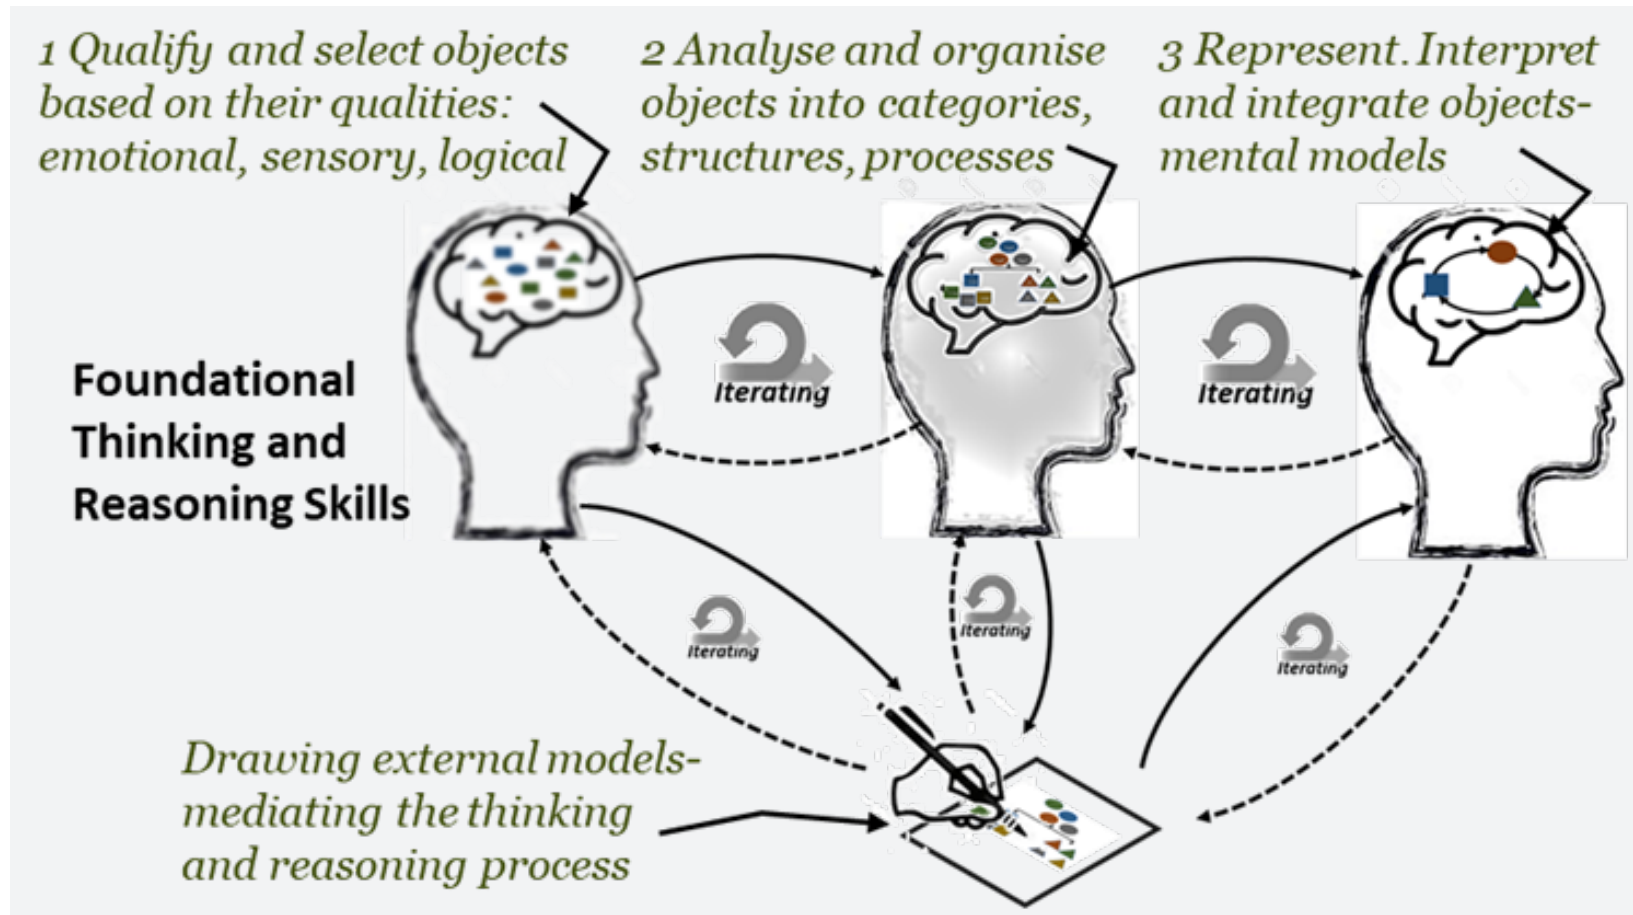 1 Qualify and select objects
based on their qualities:
emotional, sensory, logical
2 Analyse and organise
objects into categories,
structures, processes
3 Represent. Interpret
and integrate objects-
mental models
Iterating
Iterating
Foundational
Thinking and
Reasoning Skills
Iterating
Iterating
Iterating
Drawing external models-
mediating the thinking
and reasoning process